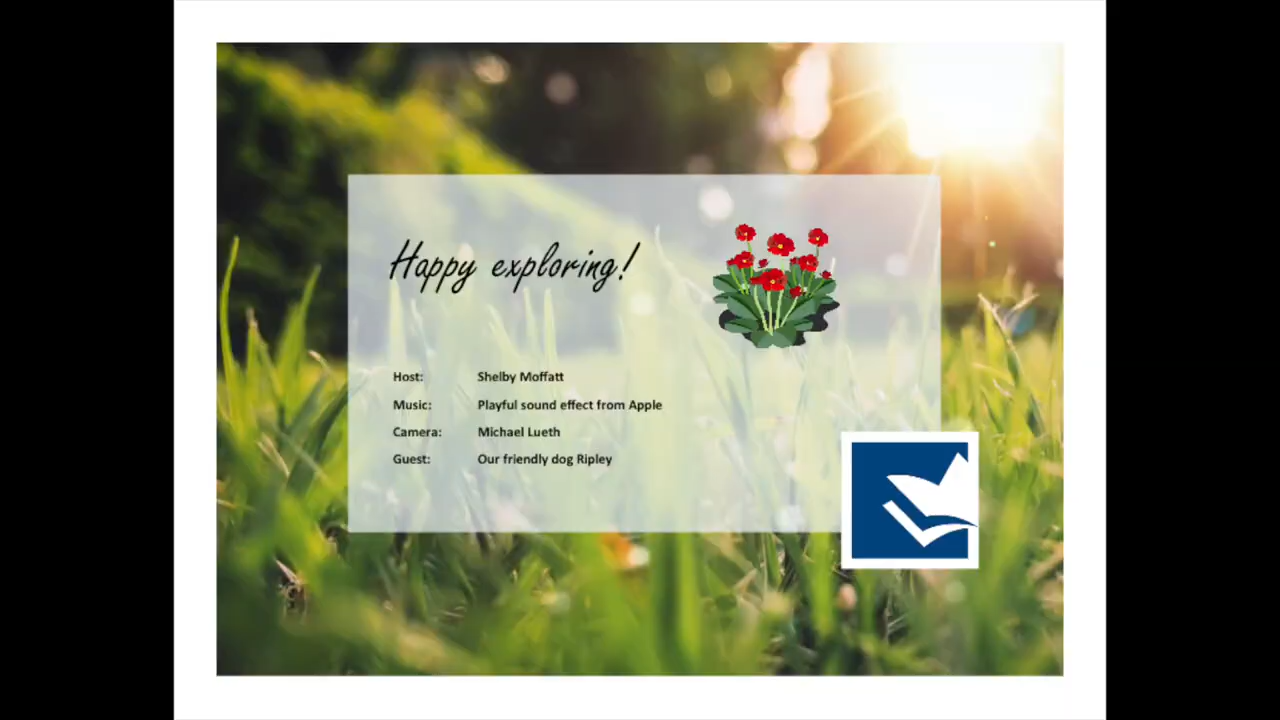 Happy exploring!
Host: Shelby Moffatt
Music: Playful sound effect from Apple
Camera: Michael Lueth
Guest: Our friendly dog Ripley